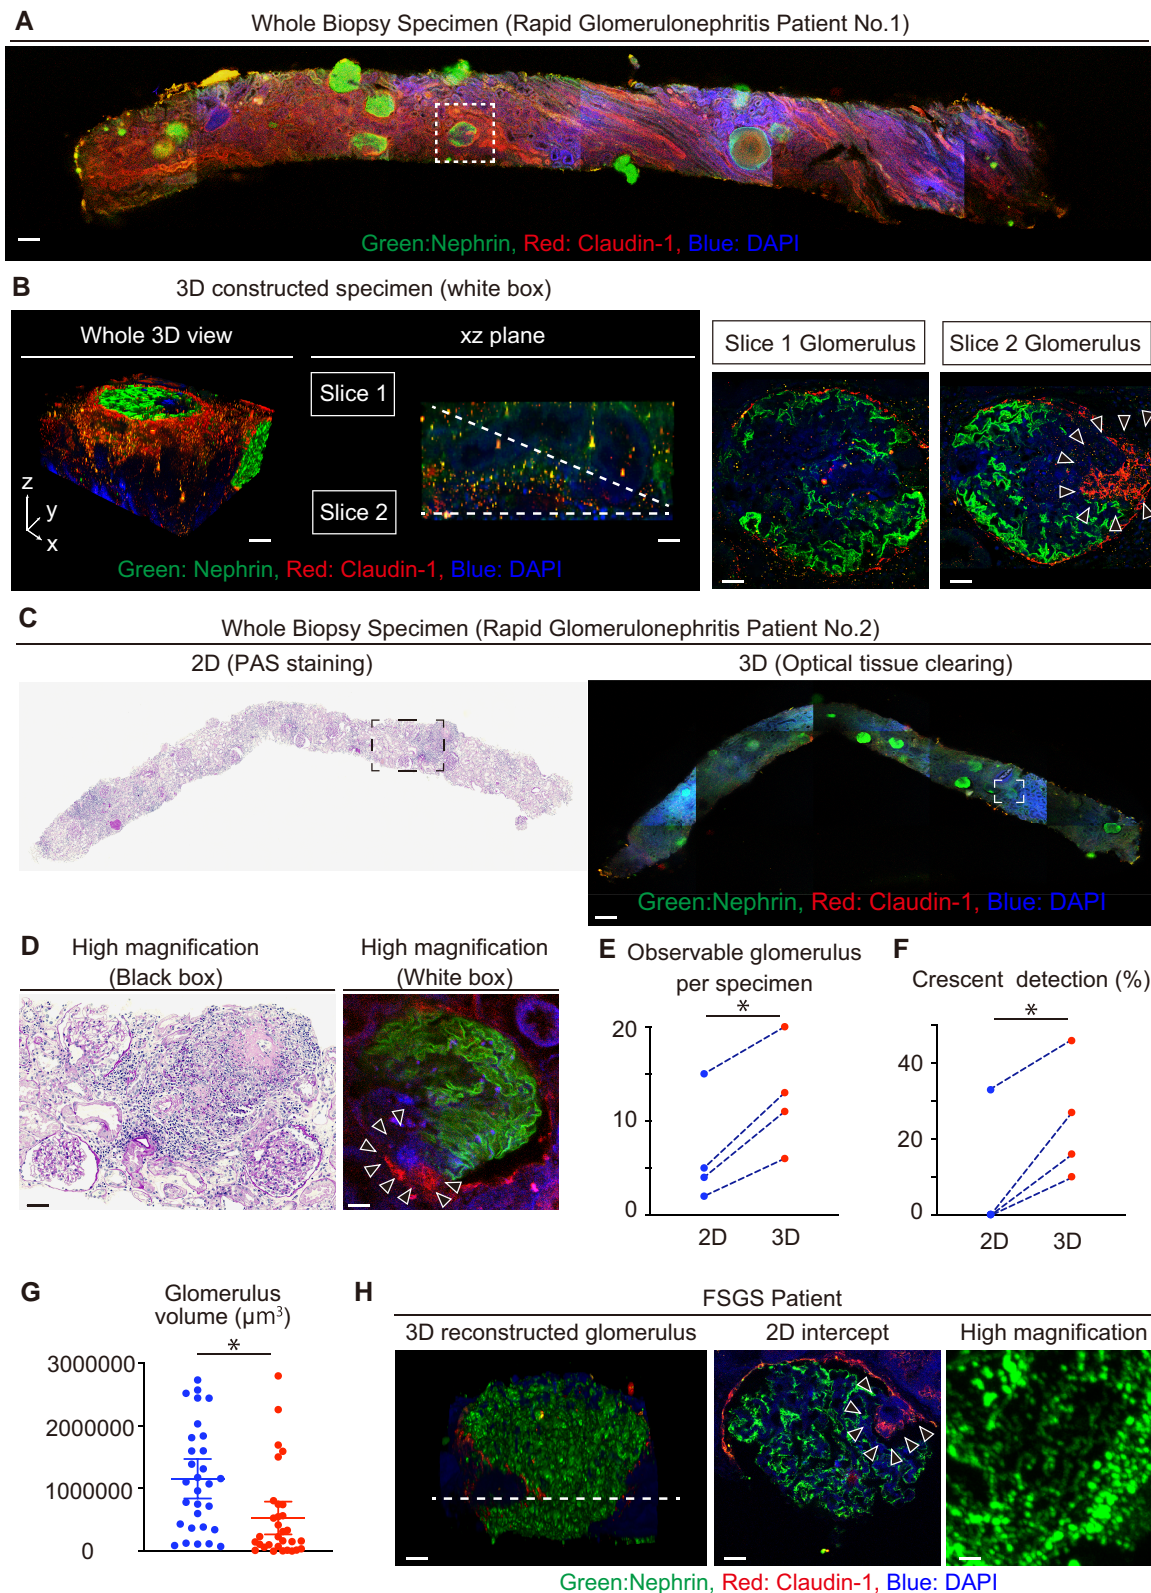 A
Whole Biopsy Specimen (Rapid Glomerulonephritis Patient No.1)
Green:Nephrin, Red: Claudin-1, Blue: DAPI
B
3D constructed specimen (white box)
Whole 3D view
xz plane
Slice 1
Slice 2
z
y
x
Green: Nephrin, Red: Claudin-1, Blue: DAPI
Slice 1 Glomerulus
Slice 2 Glomerulus
C
Whole Biopsy Specimen (Rapid Glomerulonephritis Patient No.2)
2D (PAS staining)
3D (Optical tissue clearing)
Green:Nephrin, Red: Claudin-1, Blue: DAPI
D
High magnification
(Black box)
High magnification
(White box)
E
Observable glomerulus
per specimen
*
20
10
0
2D
3D
F
Crescent detection (%)
*
40
20
0
2D
3D
G
Glomerulus
volume (µm³)
*
3000000
2000000
1000000
0
H
FSGS Patient
3D reconstructed glomerulus
2D intercept
High magnification
Green:Nephrin, Red: Claudin-1, Blue: DAPI